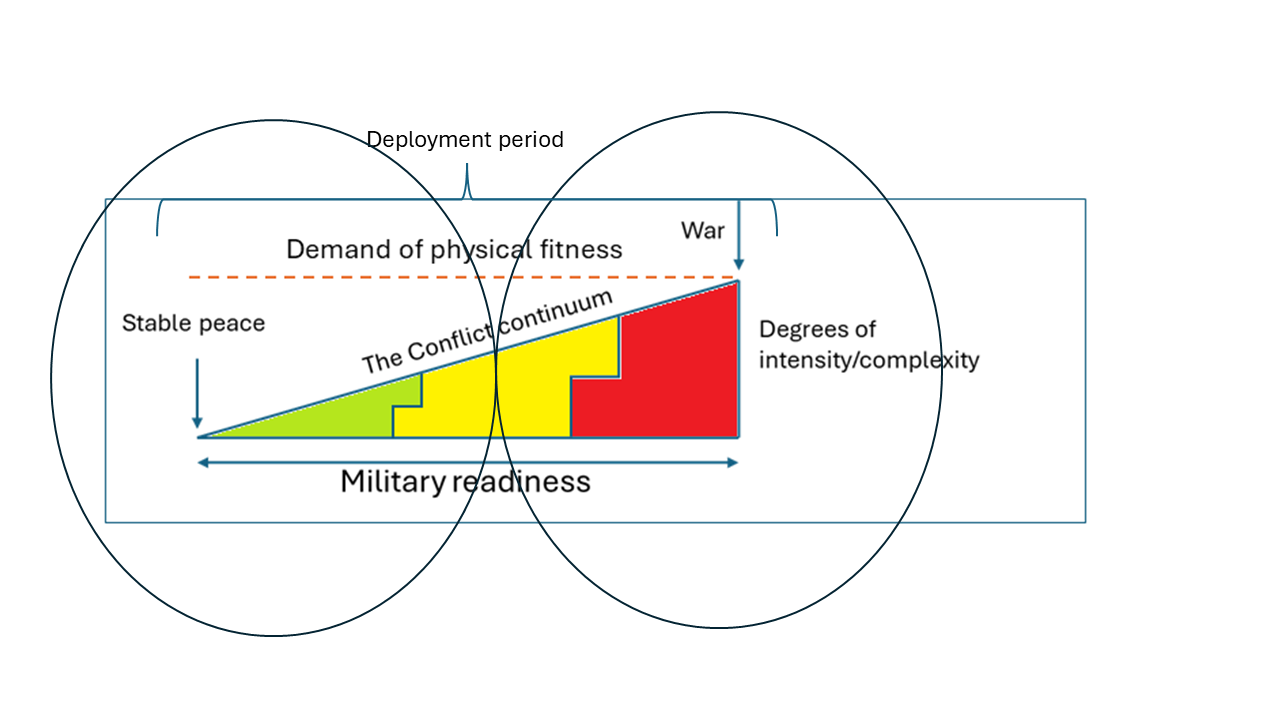 Deployment period
War
Demand of physical fitness
Stable peace
The Conflict continuum
Degrees of
intensity/complexity
Military readiness